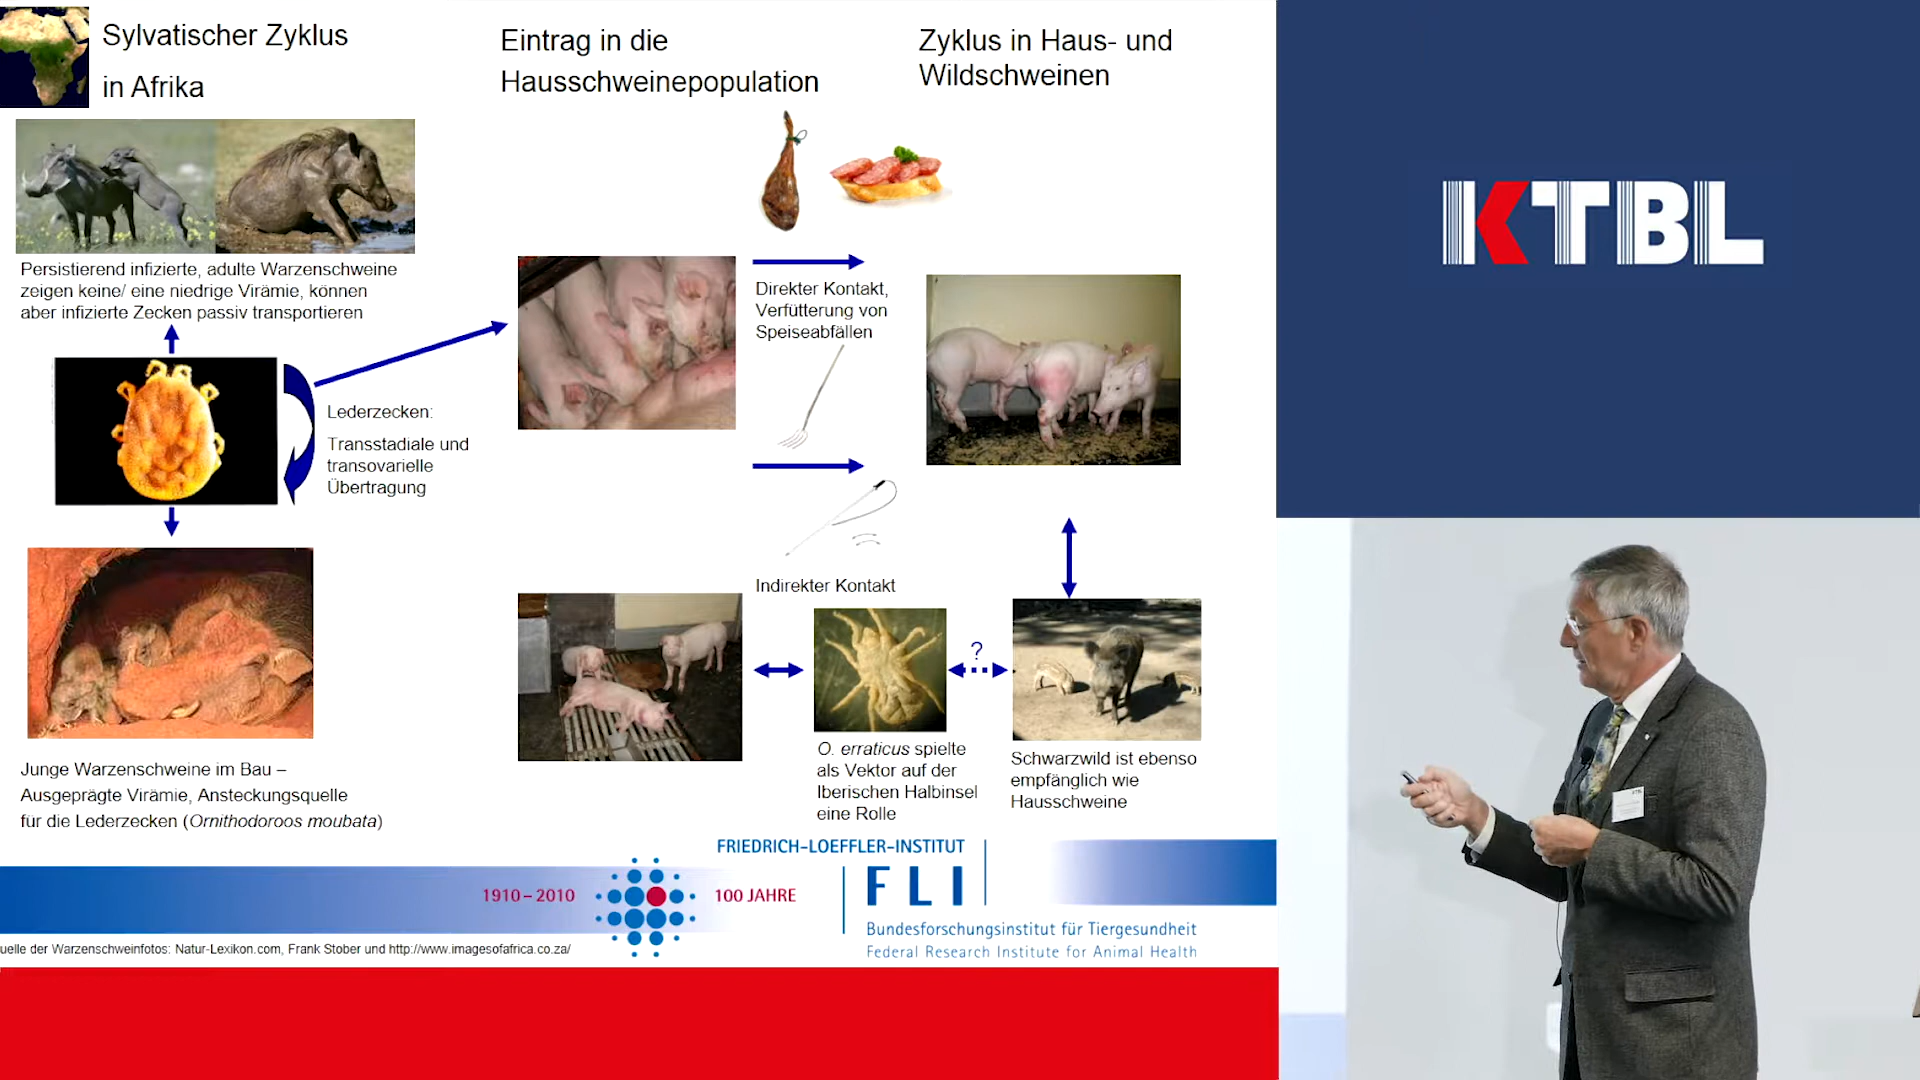 Sylvatischer Zyklus
in Afrika
Eintrag in die
Hausschweinepopulation
Zyklus in Haus- und
Wildschweinen
Persistierend infizierte, adulte Warzenschweine
zeigen keine/ eine niedrige Virämie, können
aber infizierte Zecken passiv transportieren
Lederzecken:
Transstadiale und
transovarielle
Übertragung
Junge Warzenschweine im Bau –
Ausgeprägte Virämie, Ansteckungsquelle
für die Lederzecken (Ornithodoroos moubata)
Direkter Kontakt,
Verfütterung von
Speiseabfällen
Indirekter Kontakt
?
O. erraticus spielte
als Vektor auf der
Iberischen Halbinsel
eine Rolle
Schwarzwild ist ebenso
empfänglich wie
Hausschweine
1910–2010
100 JAHRE
FRIEDRICH-LOEFFLER-INSTITUT
FLI
Bundesforschungsinstitut für Tiergesundheit
Federal Research Institute for Animal Health
uelle der Warzenschweinfotos: Natur-Lexikon.com, Frank Stober und http://www.imagesofafrica.co.za/
KTBL
KTBL